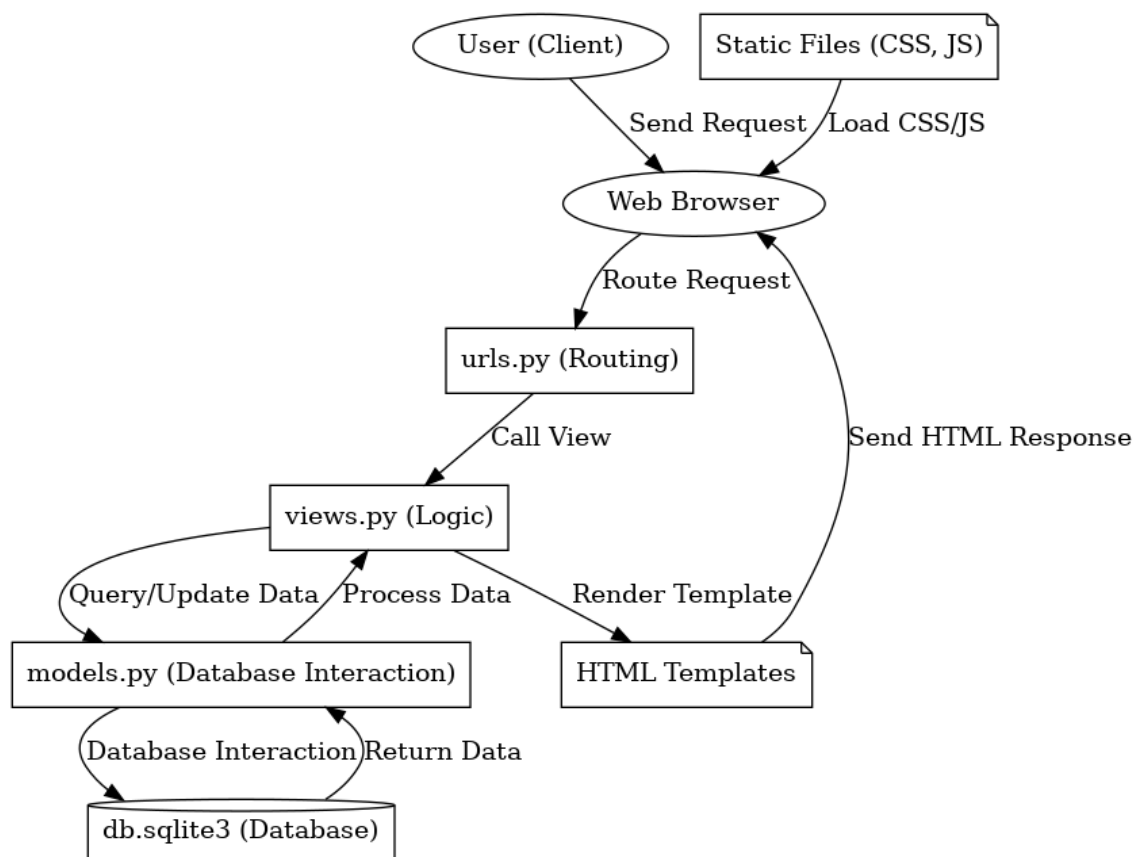 User (Client)
Static Files (CSS, JS)
Send Request
Load CSS/JS
Web Browser
Route Request
urls.py (Routing)
Call View
Send HTML Response
views.py (Logic)
Query/Update Data
Process Data
Render Template
models.py (Database Interaction)
HTML Templates
Database Interaction
Return Data
db.sqlite3 (Database)